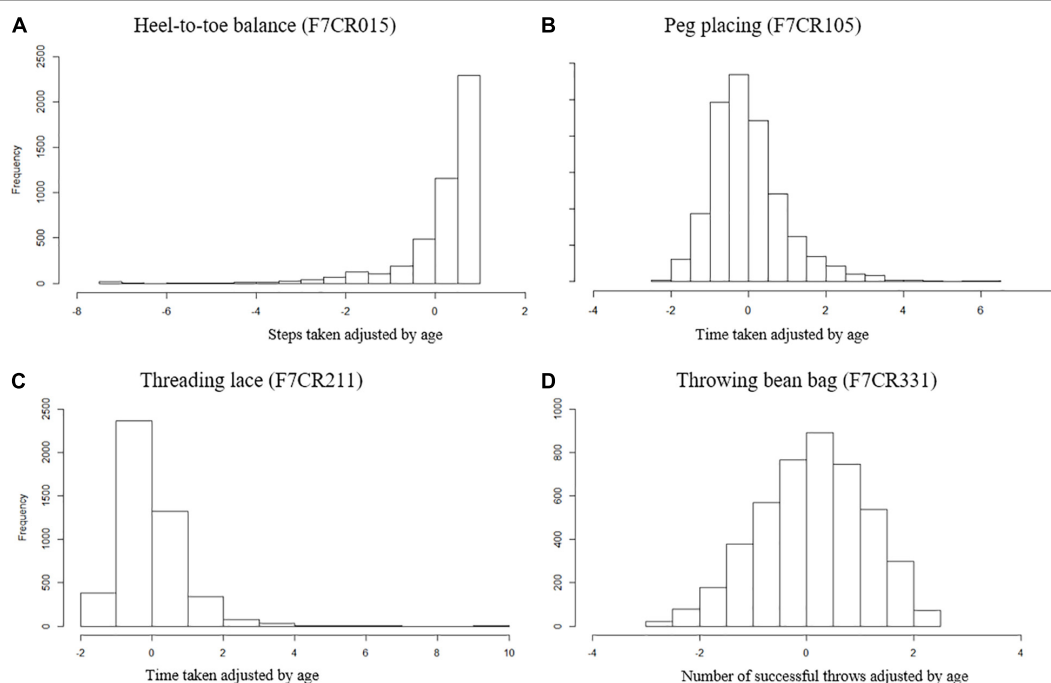 A
Heel-to-toe balance (F7CR015)
Frequency
2500
2000
1500
1000
500
0
-8 -6 -4 -2 0 2
Steps taken adjusted by age
B
Peg placing (F7CR105)
-4 -2 0 2 4 6
Time taken adjusted by age
C
Threading lace (F7CR211)
Frequency
2500
2000
1500
1000
500
0
-2 0 2 4 6 8 10
Time taken adjusted by age
D
Throwing bean bag (F7CR331)
1000
800
600
400
200
0
-4 -2 0 2 4
Number of successful throws adjusted by age